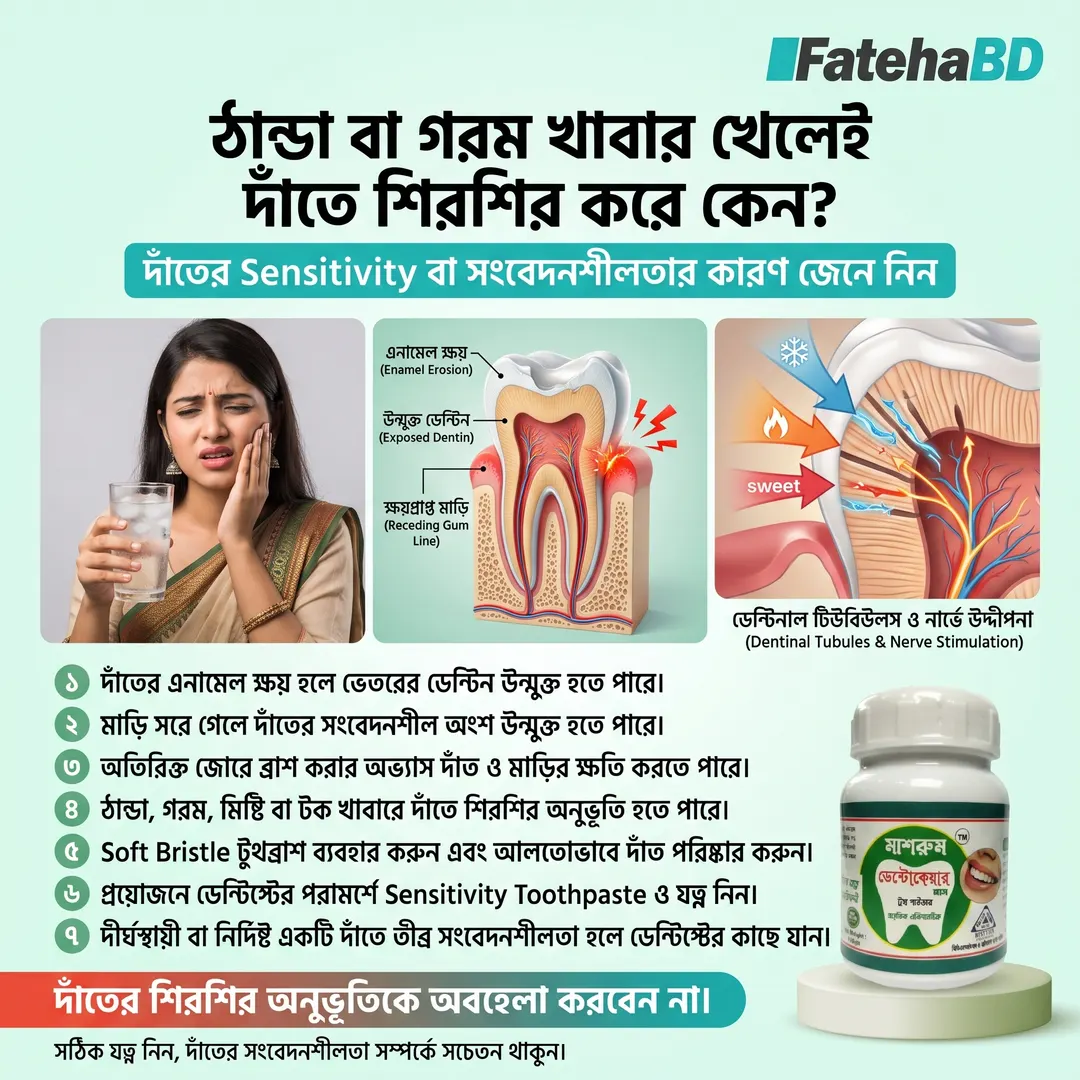 FatehaBD
ঠান্ডা বা গরম খাবার খেলেই
দাঁতে শিরশির করে কেন?
দাঁতের Sensitivity বা সংবেদনশীলতার কারণ জেনে নিন
এনামেল ক্ষয়
(Enamel Erosion)
উন্মুক্ত ডেন্টিন
(Exposed Dentin)
ক্ষয়প্রাপ্ত মাড়ি
(Receding Gum
Line)
sweet
ডেন্টিনাল টিউবিউলস ও নার্ভে উদ্দীপনা
(Dentinal Tubules & Nerve Stimulation)
১ দাঁতের এনামেল ক্ষয় হলে ভেতরের ডেন্টিন উন্মুক্ত হতে পারে।
২ মাড়ি সরে গেলে দাঁতের সংবেদনশীল অংশ উন্মুক্ত হতে পারে।
৩ অতিরিক্ত জোরে ব্রাশ করার অভ্যাস দাঁত ও মাড়ির ক্ষতি করতে পারে।
৪ ঠান্ডা, গরম, মিষ্টি বা টক খাবারে দাঁতে শিরশির অনুভূতি হতে পারে।
৫ Soft Bristle টুথব্রাশ ব্যবহার করুন এবং আলতোভাবে দাঁত পরিষ্কার করুন।
৬ প্রয়োজনে ডেন্টিস্টের পরামর্শে Sensitivity Toothpaste ও যত্ন নিন।
৭ দীর্ঘস্থায়ী বা নির্দিষ্ট একটি দাঁতে তীব্র সংবেদনশীলতা হলে ডেন্টিস্টের কাছে যান।
মাশরুম
TM
ডেন্টোকেয়ার
প্লাস
টুথ পাউডার
দাঁতের শিরশির অনুভূতিকে অবহেলা করবেন না।
সঠিক যত্ন নিন, দাঁতের সংবেদনশীলতা সম্পর্কে সচেতন থাকুন।